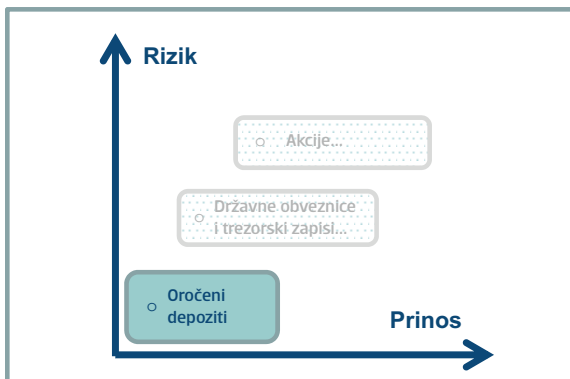 Rizik
○ Akcije...
○ Državne obveznice
i trezorski zapisi...
○ Oročeni
depoziti
Prinos